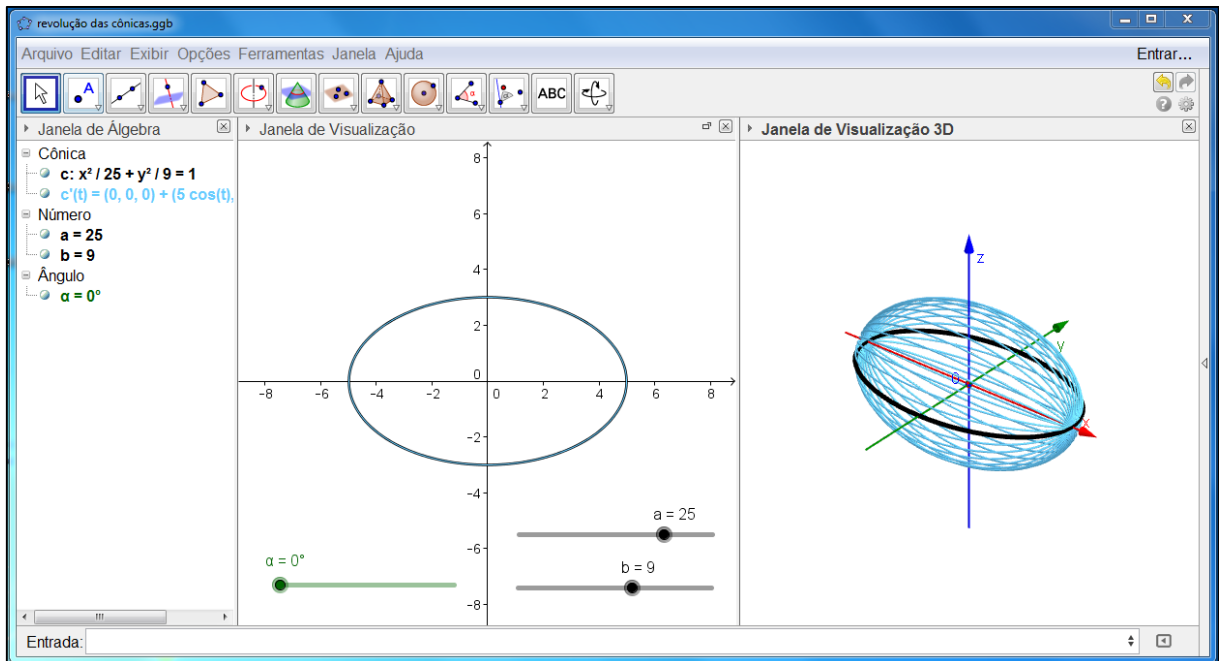 revolução das cônicas.ggb
Arquivo Editar Exibir Opções Ferramentas Janela Ajuda
Entrar...
A
α
ABC
Janela de Álgebra
Cônica
c: x² / 25 + y² / 9 = 1
c'(t) = (0, 0, 0) + (5 cos(t),
Número
a = 25
b = 9
Ângulo
α = 0°
Janela de Visualização
8
6
4
2
0
-8 -6 -4 -2 0 2 4 6 8
-2
-4
-6
-8
a = 25
b = 9
α = 0°
Janela de Visualização 3D
z
y
0
x
Entrada: